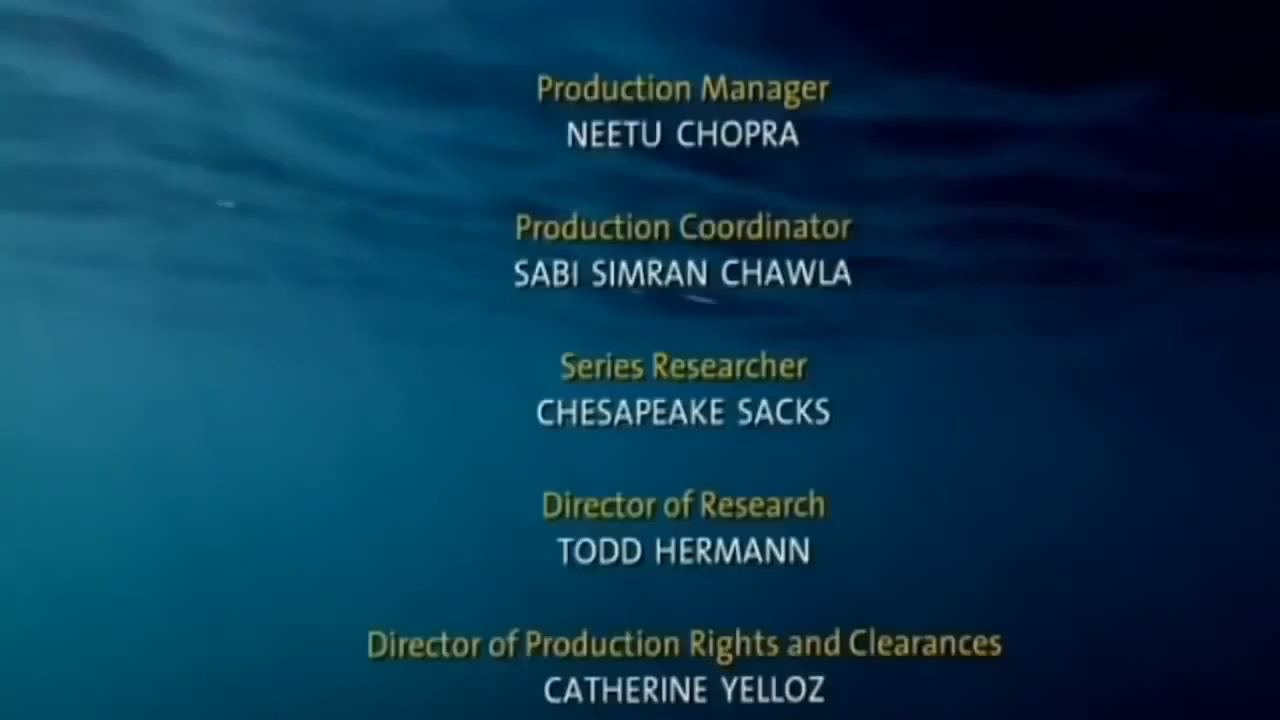 Production Manager
NEETU CHOPRA
Production Coordinator
SABI SIMRAN CHAWLA
Series Researcher
CHESAPEAKE SACKS
Director of Research
TODD HERMANN
Director of Production Rights and Clearances
CATHERINE YELLOZ